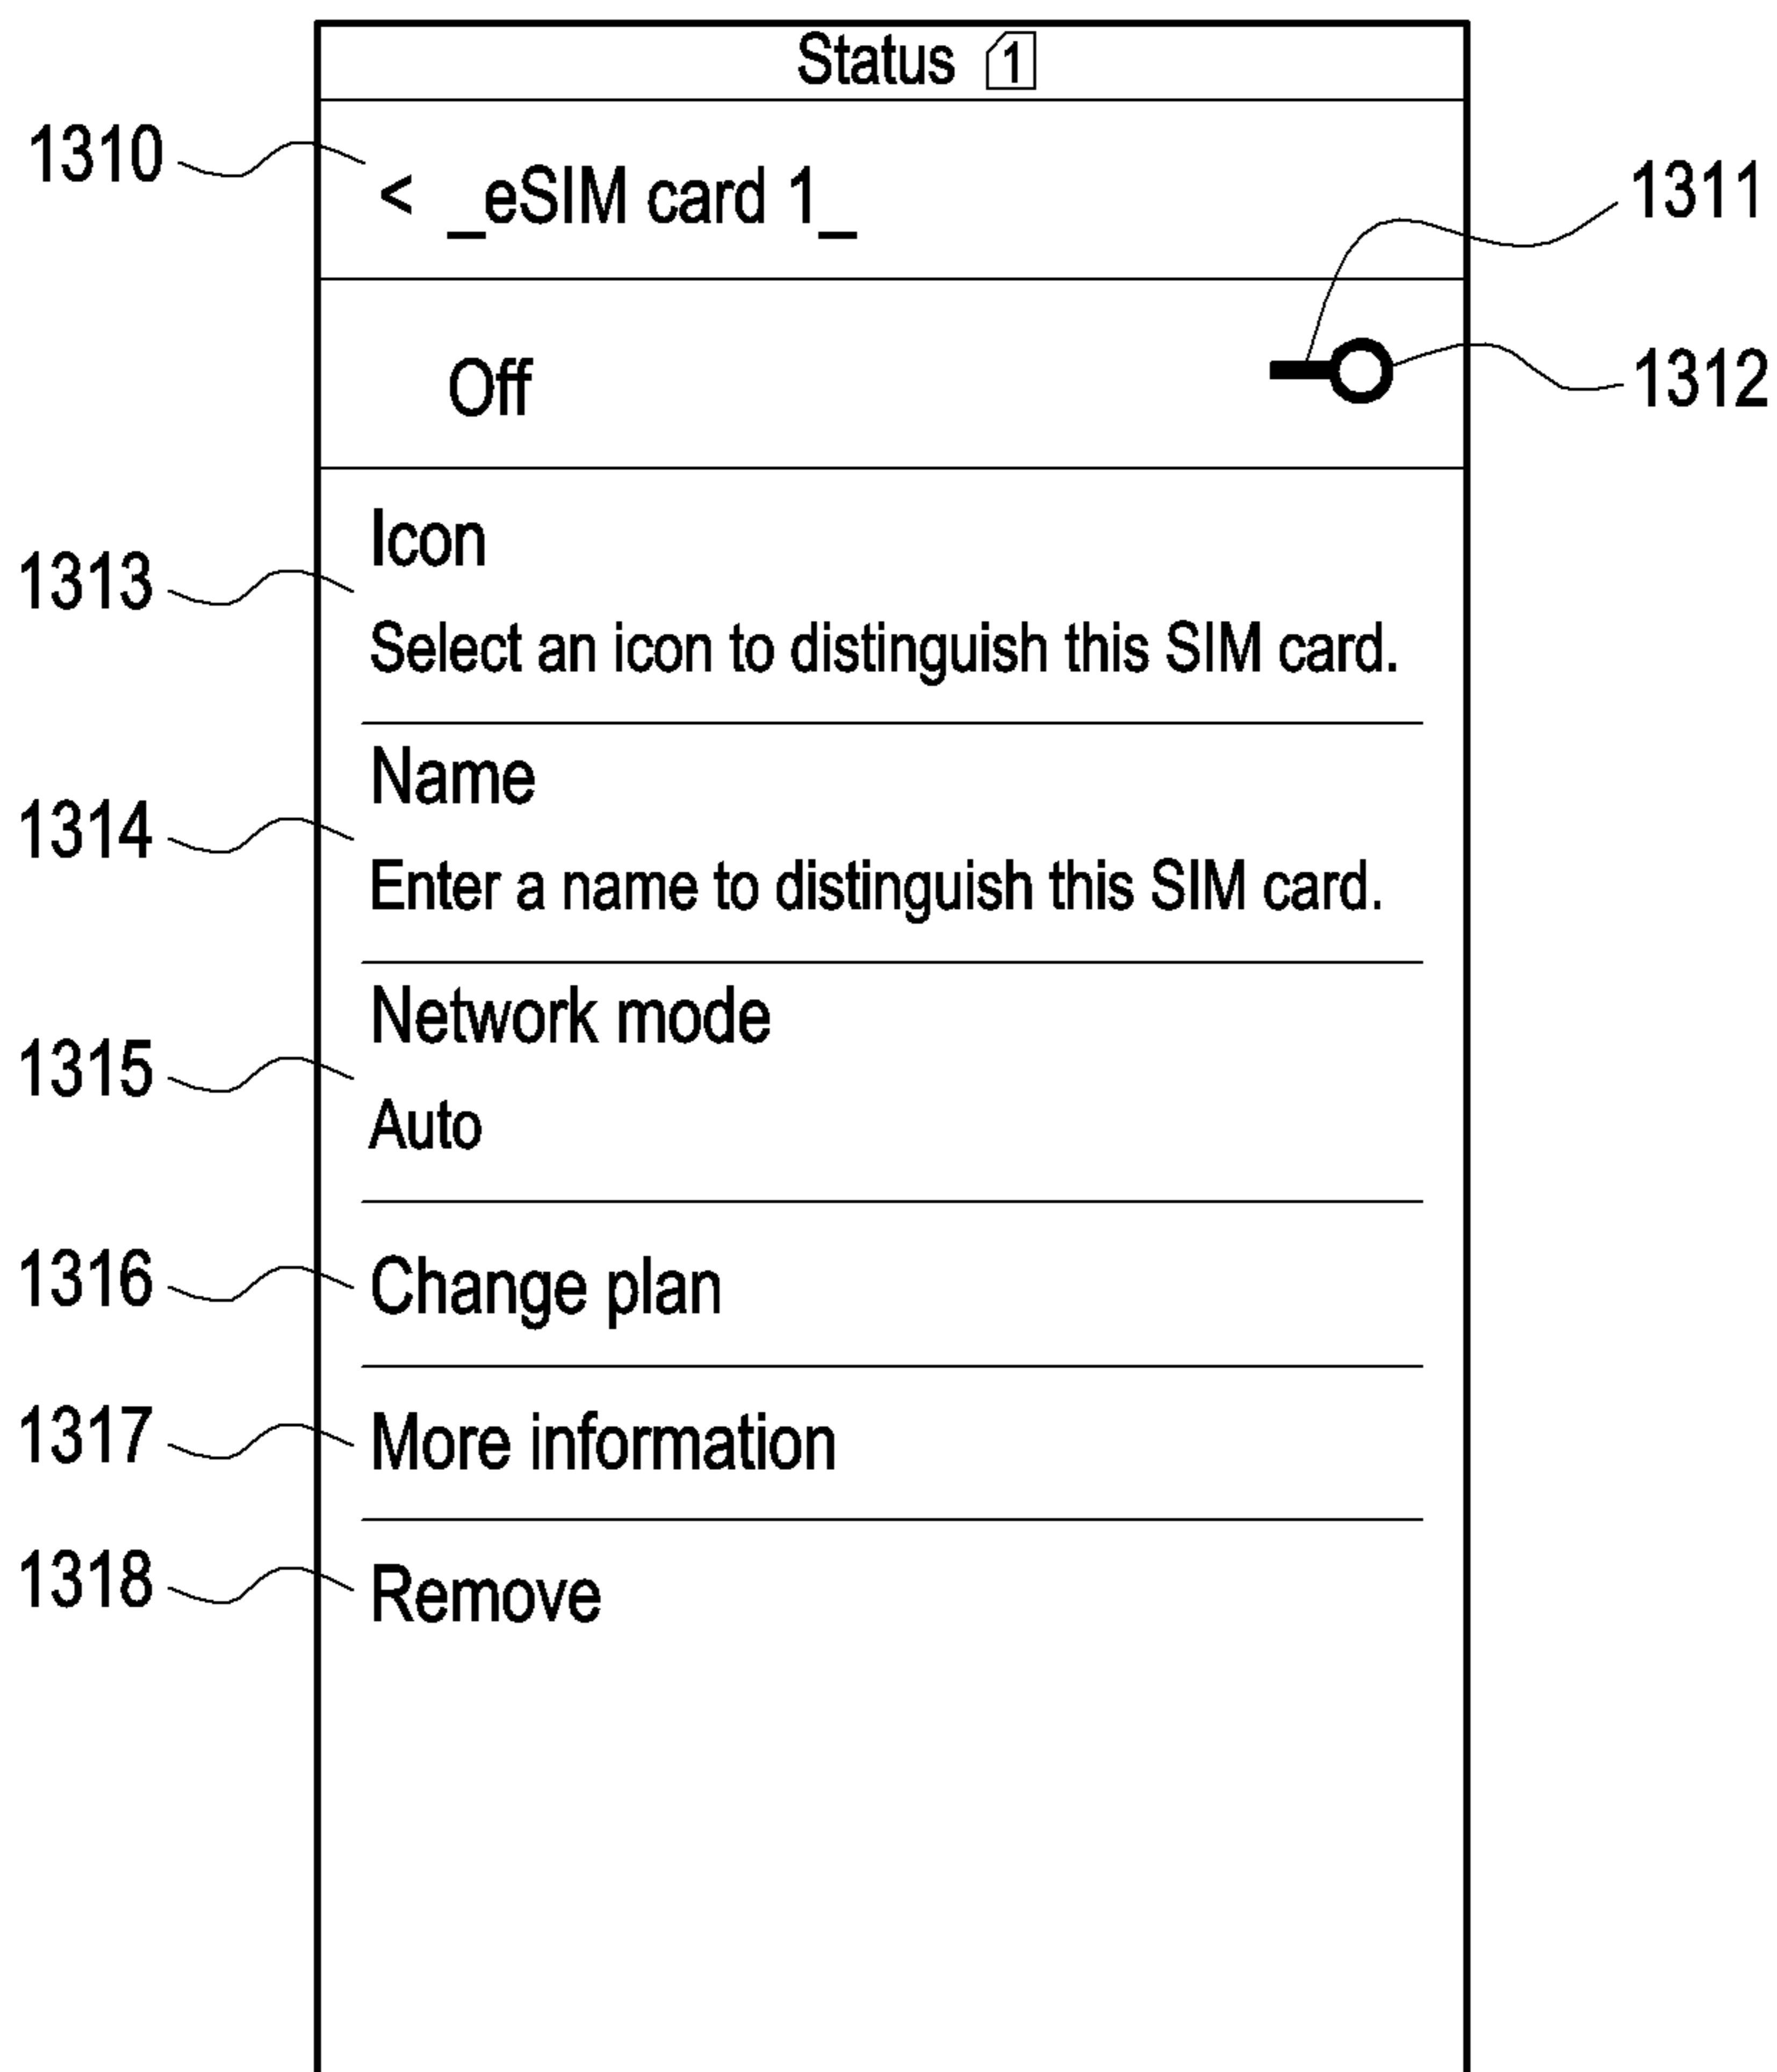 Status 1
1310
< _eSIM card 1_
1311
Off
1312
Icon
1313
Select an icon to distinguish this SIM card.
Name
1314
Enter a name to distinguish this SIM card.
Network mode
1315
Auto
1316 Change plan
1317 More information
1318 Remove